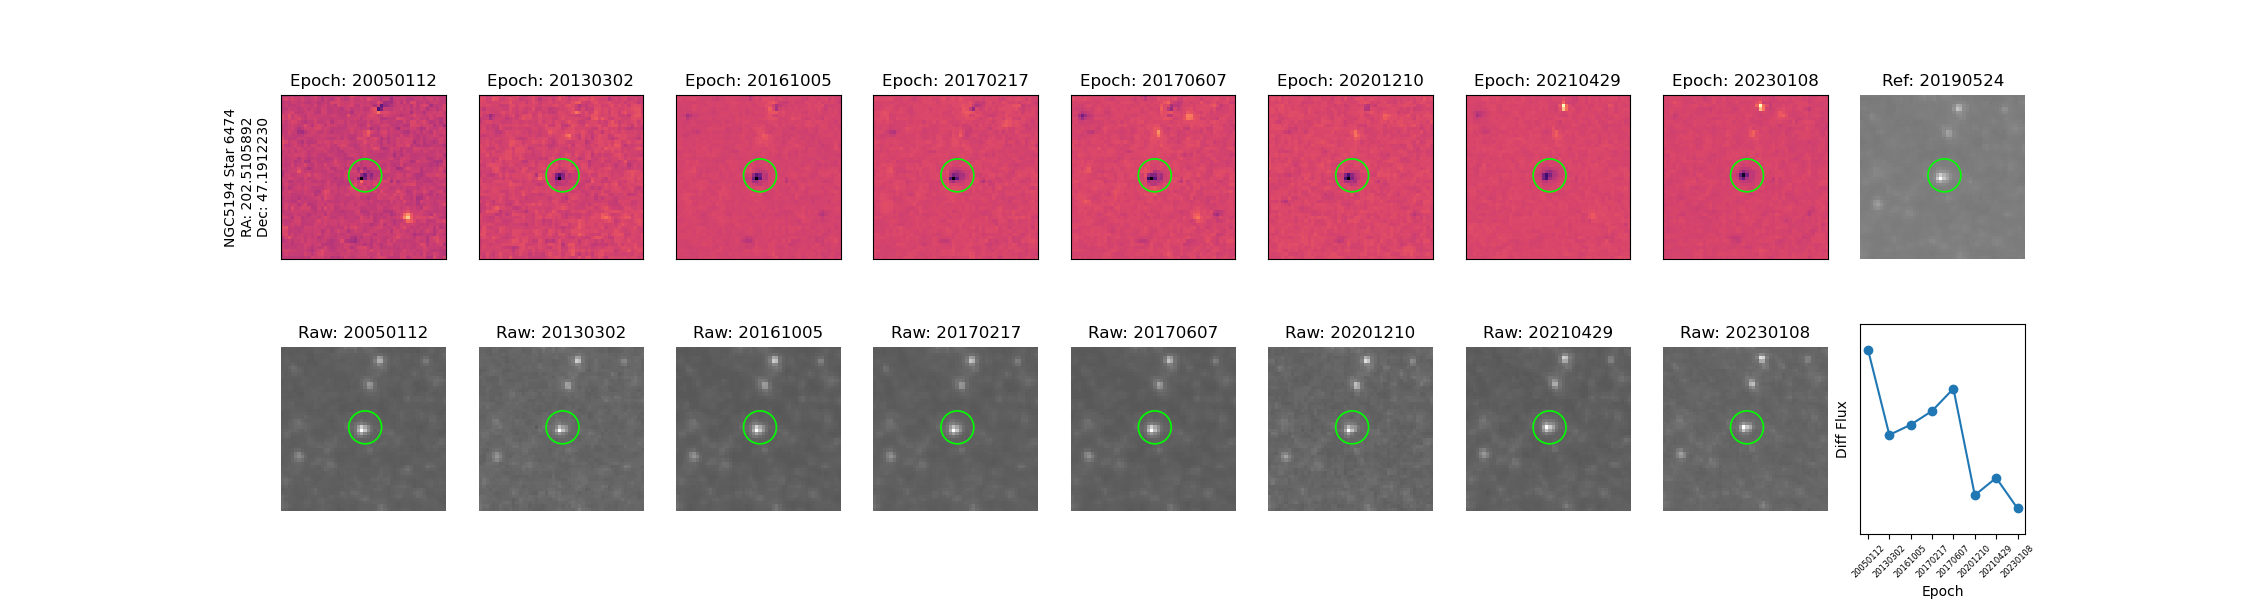 NGC5194 Star 6474
RA: 202.5105892
Dec: 47.1912230
Epoch: 20050112
Epoch: 20130302
Epoch: 20161005
Epoch: 20170217
Epoch: 20170607
Epoch: 20201210
Epoch: 20210429
Epoch: 20230108
Ref: 20190524
Raw: 20050112
Raw: 20130302
Raw: 20161005
Raw: 20170217
Raw: 20170607
Raw: 20201210
Raw: 20210429
Raw: 20230108
Diff Flux
20050112
20130302
20161005
20170217
20170607
20201210
20210429
20230108
Epoch